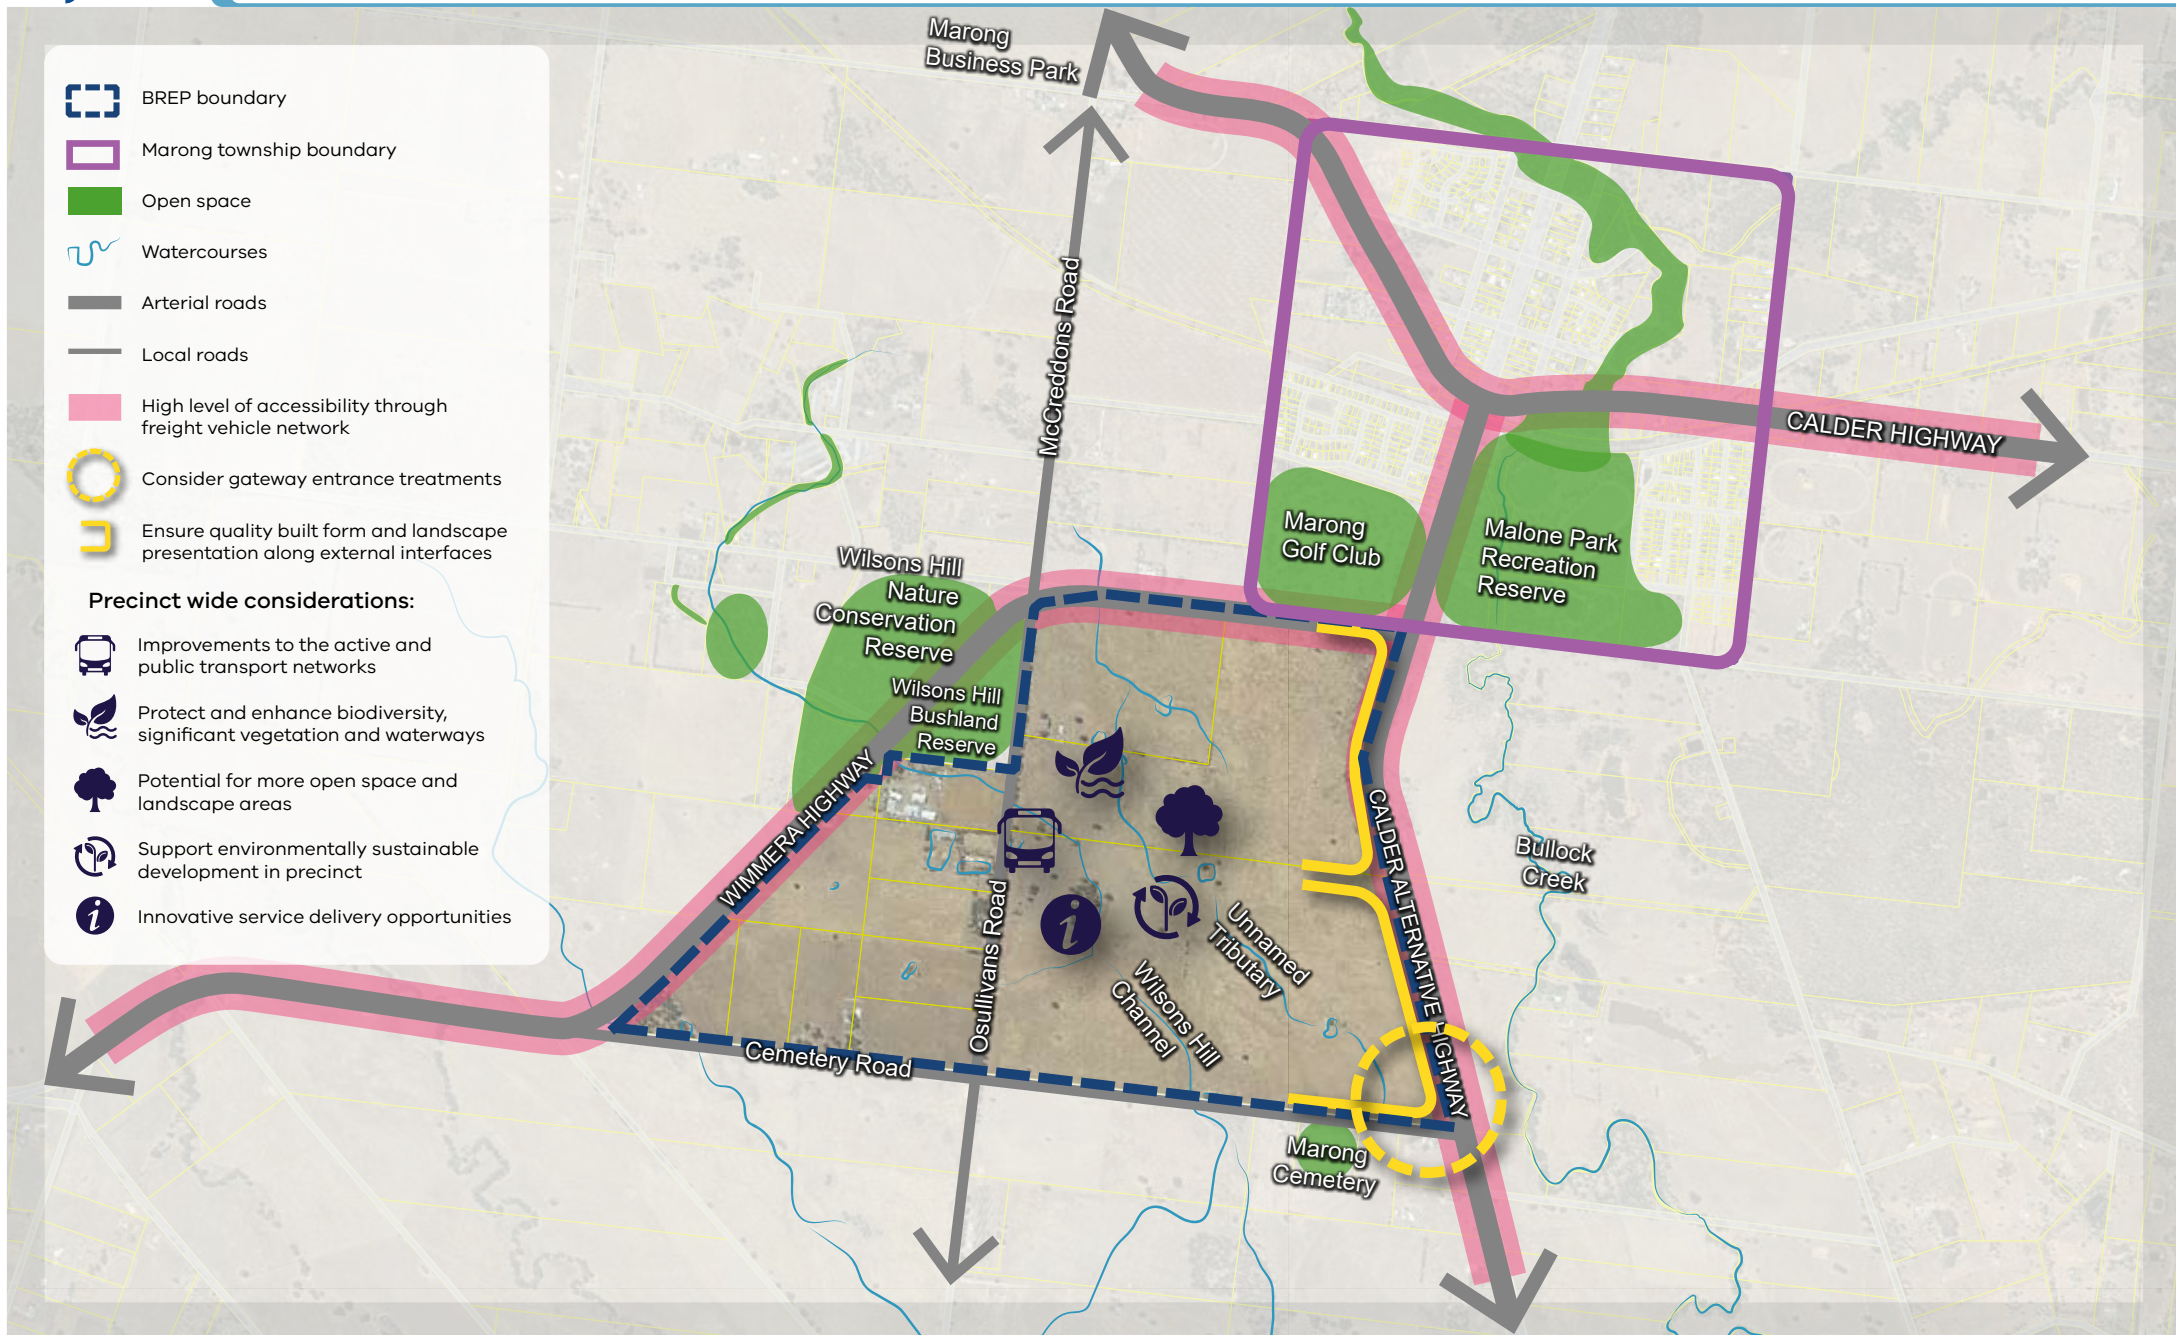 BREP boundary
Marong township boundary
Open space
Watercourses
Arterial roads
Local roads
High level of accessibility through
freight vehicle network
Consider gateway entrance treatments
Ensure quality built form and landscape
presentation along external interfaces
Precinct wide considerations:
Improvements to the active and
public transport networks
Protect and enhance biodiversity,
significant vegetation and waterways
Potential for more open space and
landscape areas
Support environmentally sustainable
development in precinct
Innovative service delivery opportunities
Marong
Business Park
McCreddons Road
CALDER HIGHWAY
Marong
Golf Club
Malone Park
Recreation
Reserve
Wilsons Hill
Nature
Conservation
Reserve
Wilsons Hill
Bushland
Reserve
WIMMERA HIGHWAY
CALDER ALTERNATIVE HIGHWAY
Bullock
Creek
Osullivans Road
Unnamed
Tributary
Wilsons Hill
Channel
Cemetery Road
Marong
Cemetery